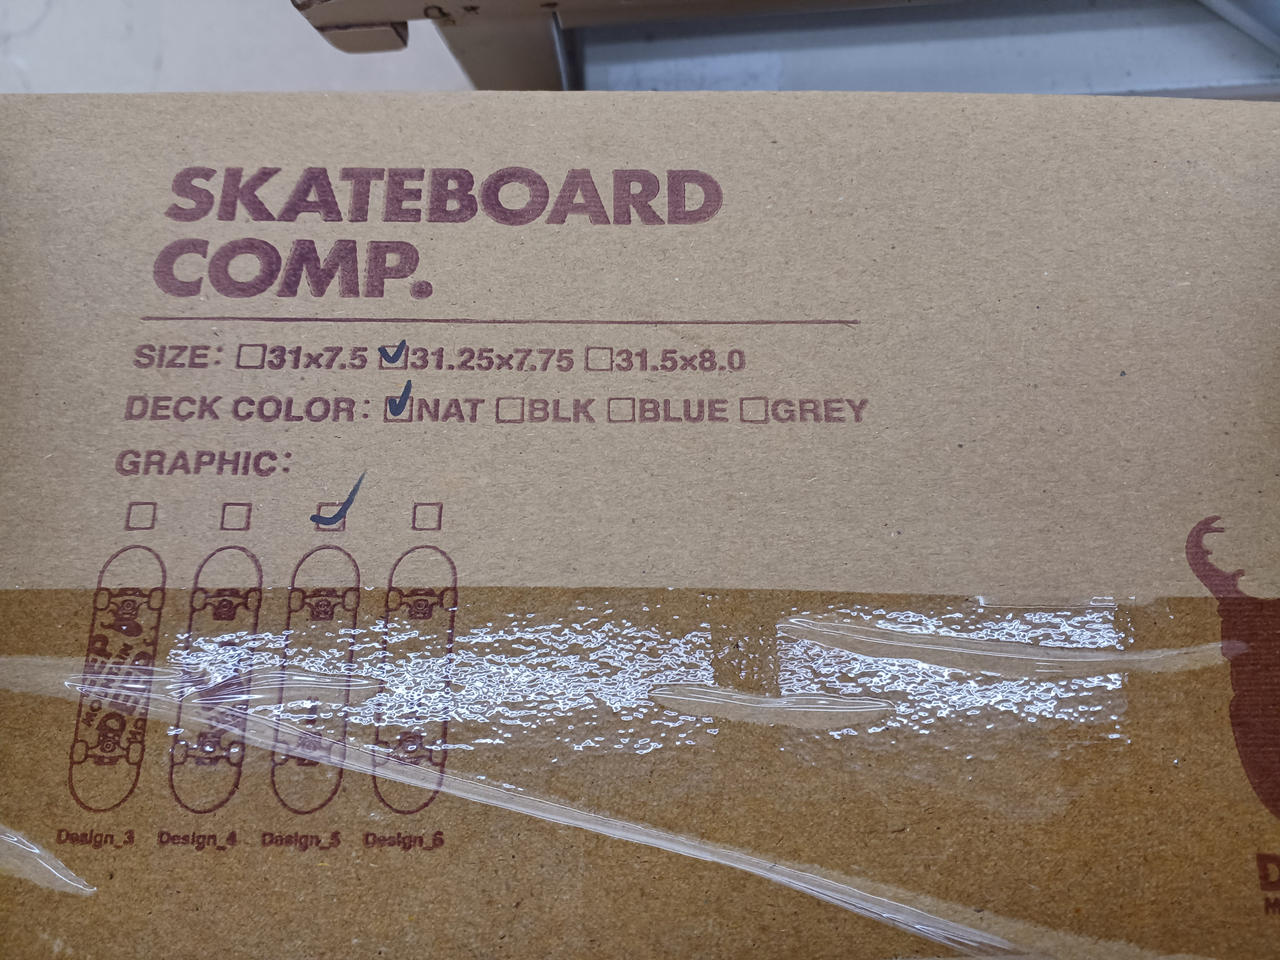 SKATEBOARD
COMP.
SIZE: ☐31x7.5 ☑31.25x7.75 ☐31.5x8.0
DECK COLOR: ☑NAT ☐BLK ☐BLUE ☐GREY
GRAPHIC:
☐ ☐ ☑ ☐
Design_3 Design_4 Design_5 Design_6